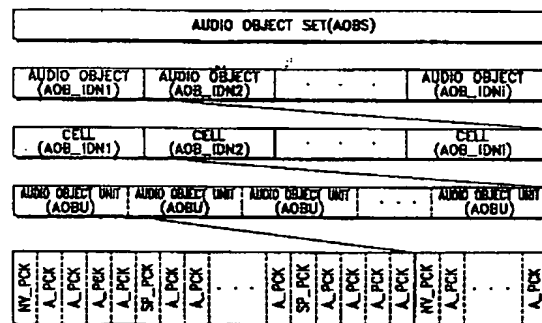 AUDIO OBJECT SET(AOBS)
AUDIO OBJECT (AOB_IDN1) AUDIO OBJECT (AOB_IDN2) · · · AUDIO OBJECT (AOB_IDNi)
CELL (AOB_IDN1) CELL (AOB_IDN2) · · · CELL (AOB_IDNi)
AUDIO OBJECT UNIT (AOBU) AUDIO OBJECT UNIT (AOBU) AUDIO OBJECT UNIT (AOBU) · · · AUDIO OBJECT UNIT (AOBU)
NV_PCK A_PCK A_PCK A_PCK A_PCK SP_PCK A_PCK A_PCK · · · A_PCK SP_PCK A_PCK A_PCK A_PCK A_PCK NV_PCK A_PCK · · · A_PCK